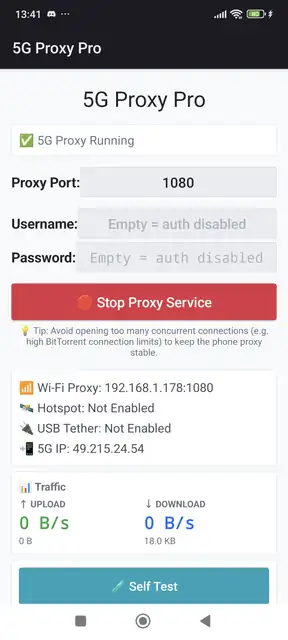 13:41
5G Proxy Pro
5G Proxy Pro
✅ 5G Proxy Running
Proxy Port: 1080
Username: Empty = auth disabled
Password: Empty = auth disabled
🔴 Stop Proxy Service
💡 Tip: Avoid opening too many concurrent connections (e.g.
high BitTorrent connection limits) to keep the phone proxy
stable.
📶 Wi-Fi Proxy: 192.168.1.178:1080
🛰️ Hotspot: Not Enabled
🔌 USB Tether: Not Enabled
📲 5G IP: 49.215.24.54
📊 Traffic
↑ UPLOAD ↓ DOWNLOAD
0 B/s 0 B/s
0 B 18.0 KB
🧪 Self Test